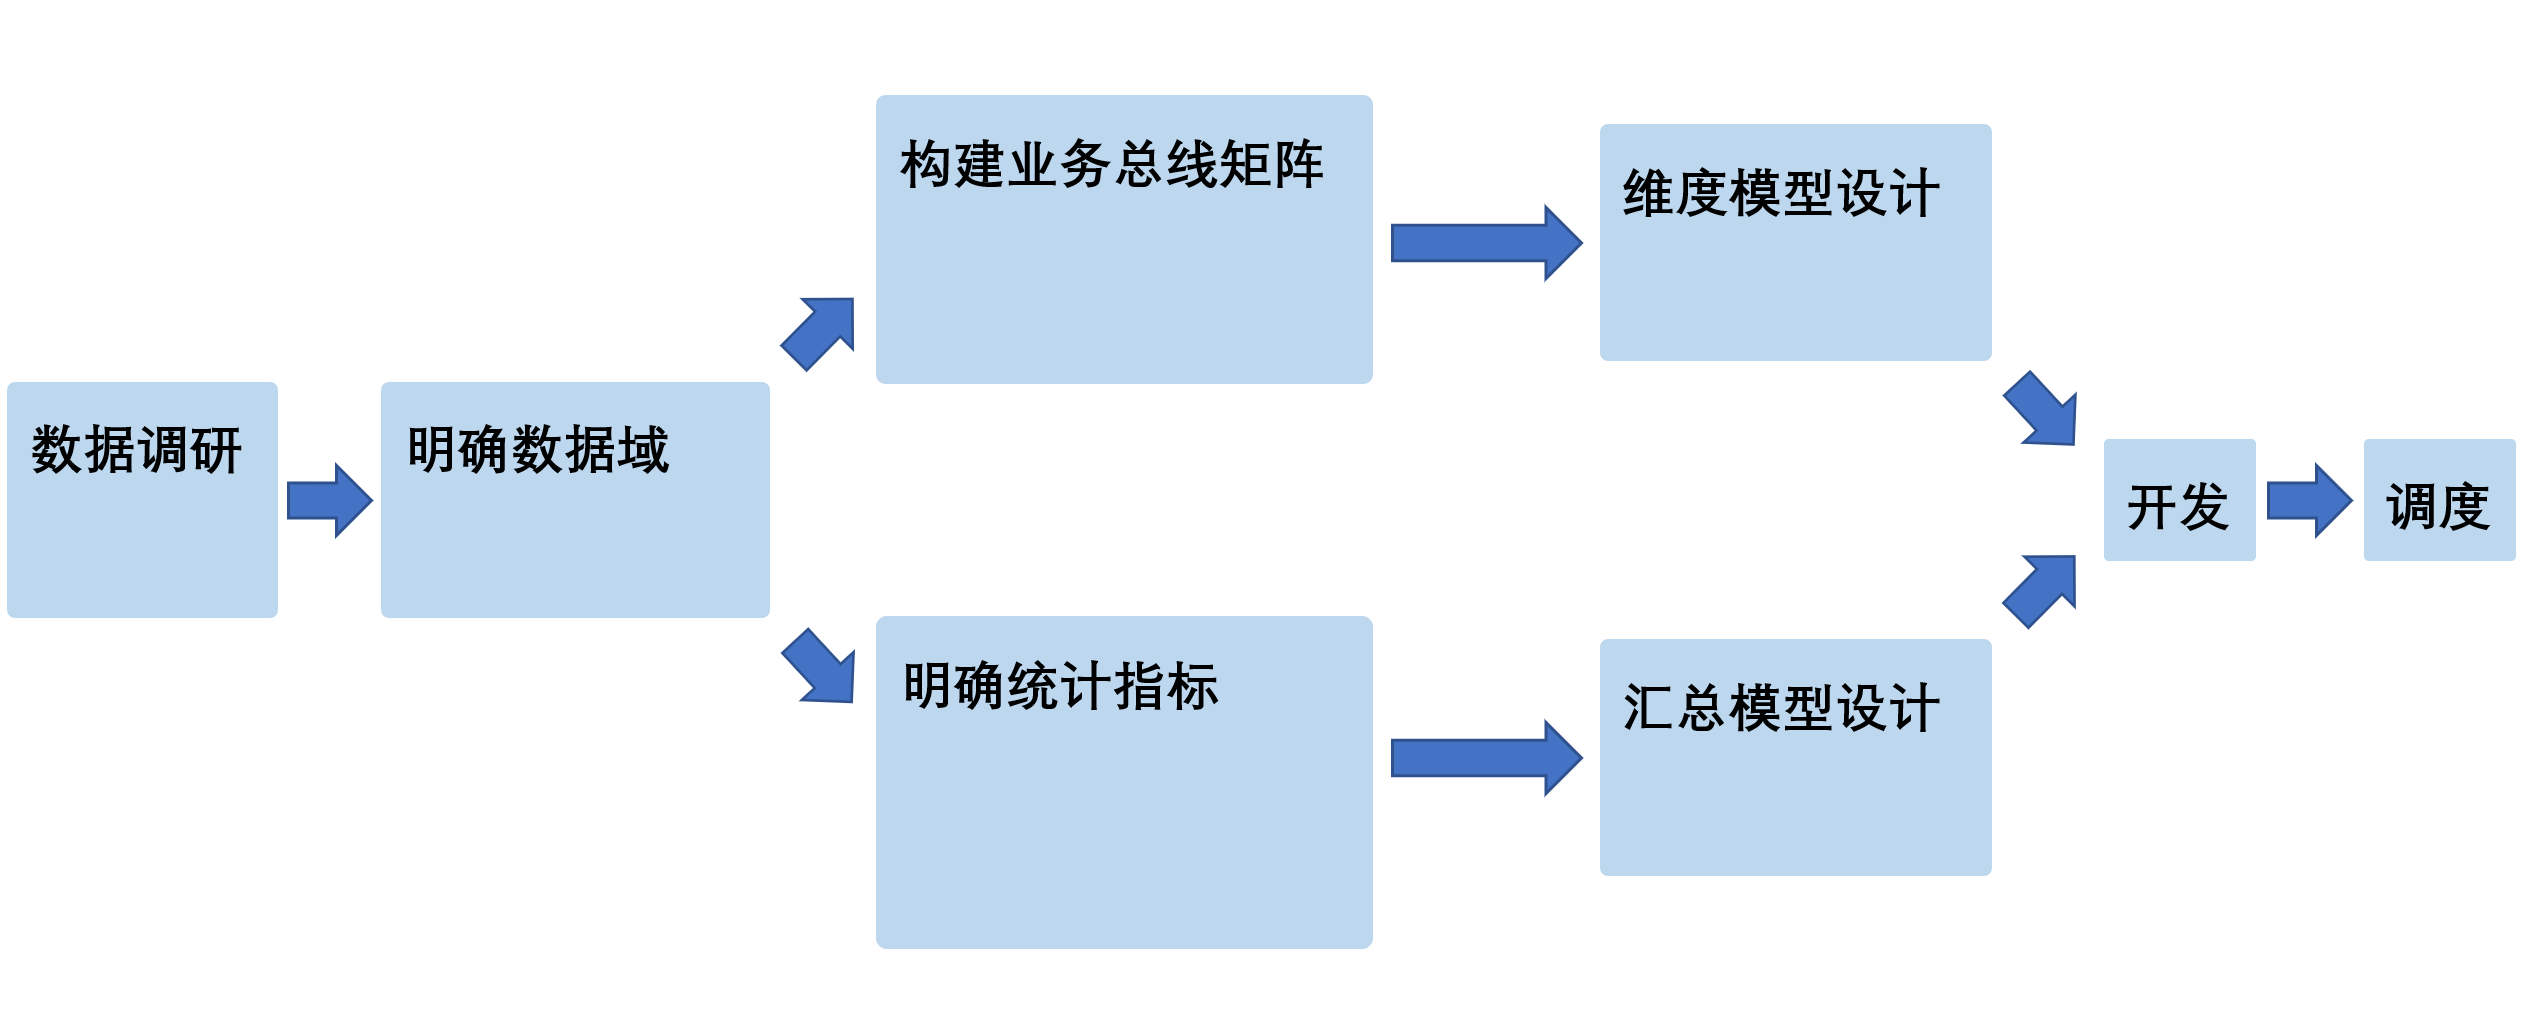 数据调研
明确数据域
构建业务总线矩阵
维度模型设计
明确统计指标
汇总模型设计
开发
调度